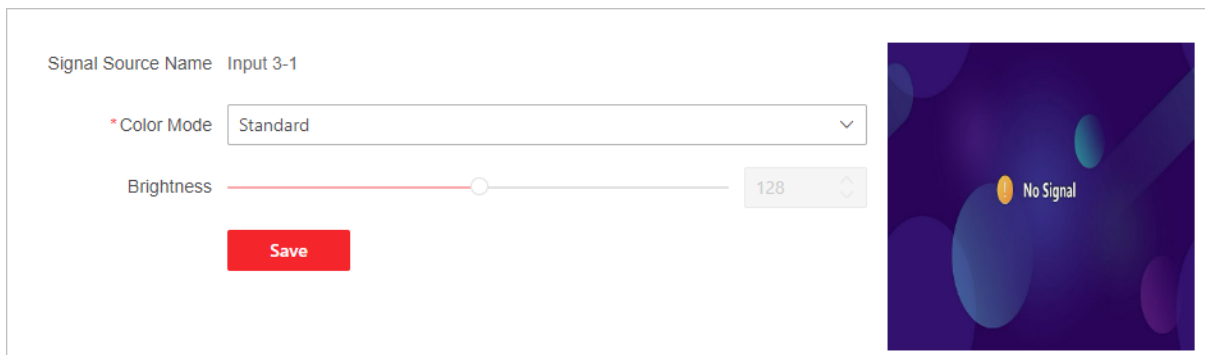 Signal Source Name Input 3-1
*Color Mode Standard
Brightness 128
Save
! No Signal